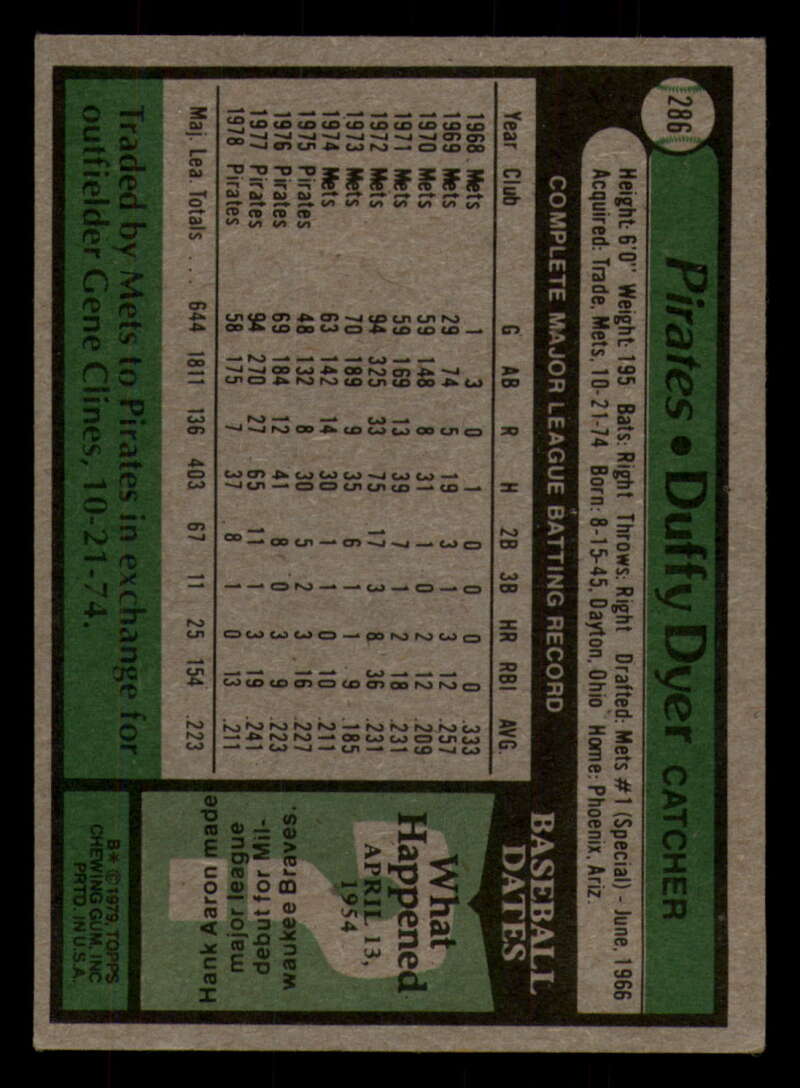 286
Pirates • Duffy Dyer CATCHER
Height: 6'0" Weight: 195 Bats: Right Throws: Right Drafted: Mets #1 (Special) - June, 1966
Acquired: Trade, Mets, 10-21-74 Born: 8-15-45, Dayton, Ohio Home: Phoenix, Ariz.
COMPLETE MAJOR LEAGUE BATTING RECORD
Year Club G AB R H 2B 3B HR RBI AVG.
1968 Mets 1 3 0 1 0 0 0 0 .333
1969 Mets 29 74 5 19 3 1 3 12 .257
1970 Mets 59 148 8 31 1 0 2 12 .209
1971 Mets 59 169 13 39 7 1 2 18 .231
1972 Mets 94 325 33 75 17 3 8 36 .231
1973 Mets 70 189 9 35 6 1 1 9 .185
1974 Mets 63 142 14 30 1 1 0 10 .211
1975 Pirates 48 132 8 30 5 2 3 16 .227
1976 Pirates 69 184 12 41 8 0 3 9 .223
1977 Pirates 94 270 27 65 11 1 3 19 .241
1978 Pirates 58 175 7 37 8 1 0 13 .211
Maj. Lea. Totals . . . 644 1811 136 403 67 11 25 154 .223
Traded by Mets to Pirates in exchange for
outfielder Gene Clines, 10-21-74.
BASEBALL
DATES
What
Happened
APRIL 13,
1954
?
Hank Aaron made
major league
debut for Mil-
waukee Braves.
B* © 1979, TOPPS
CHEWING GUM, INC
PRTD. IN U.S.A.